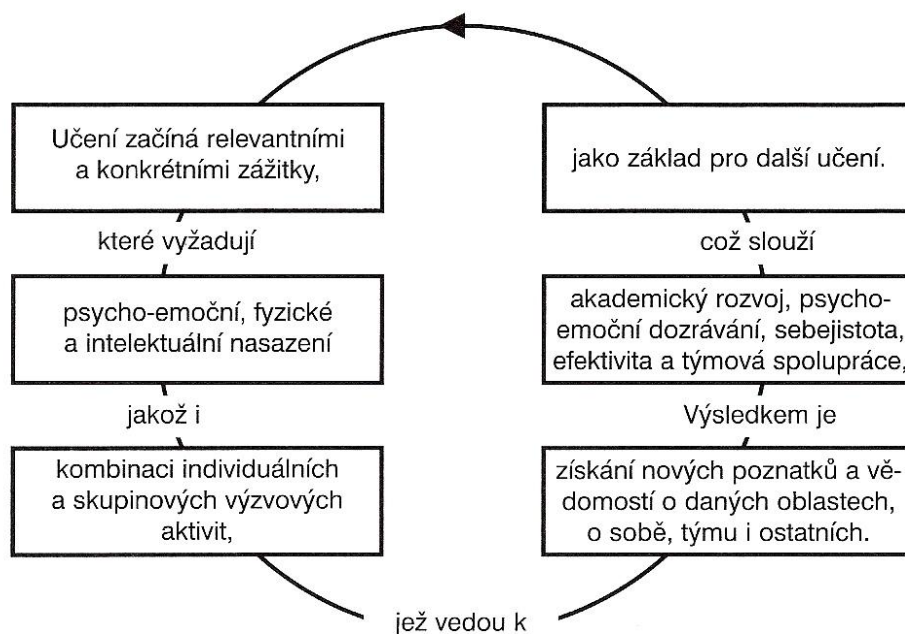 Učení začíná relevantními
a konkrétními zážitky,
které vyžadují
psycho-emoční, fyzické
a intelektuální nasazení
jakož i
kombinaci individuálních
a skupinových výzvových
aktivit,
jež vedou k
získání nových poznatků a vě-
domostí o daných oblastech,
o sobě, týmu i ostatních.
Výsledkem je
akademický rozvoj, psycho-
emoční dozrávání, sebejistota,
efektivita a týmová spolupráce,
což slouží
jako základ pro další učení.